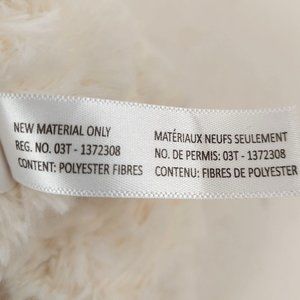 NEW MATERIAL ONLY
REG. NO. 03T - 1372308
CONTENT: POLYESTER FIBRES
MATÉRIAUX NEUFS SEULEMENT
NO. DE PERMIS: 03T - 1372308
CONTENU: FIBRES DE POLYESTER